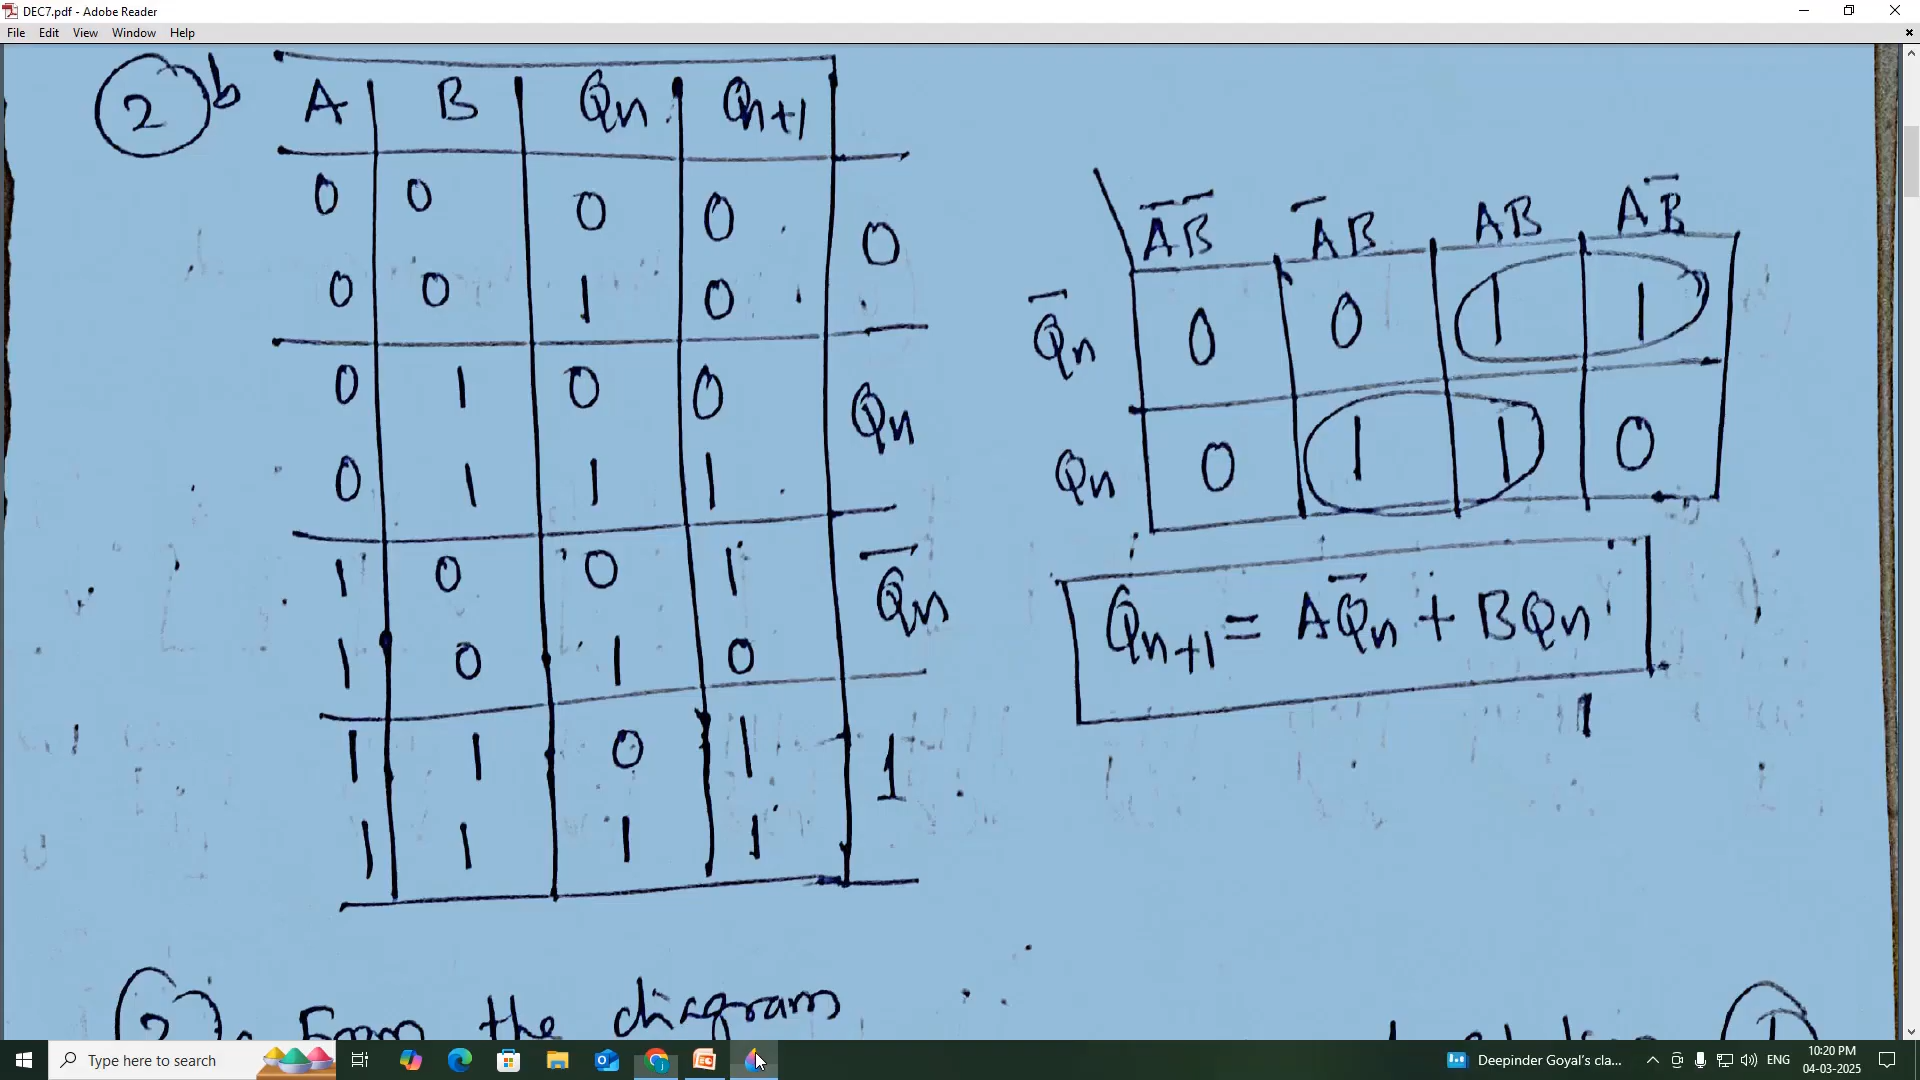 DEC7.pdf - Adobe Reader
File Edit View Window Help
2 b
A B Qn Qn+1
0 0 0 0
0 0 1 0
0
0 1 0 0
0 1 1 1
Qn
1 0 0 1
1 0 1 0
Q̅n
1 1 0 1
1 1 1 1
1
A̅B̅ A̅B AB AB̅
Q̅n 0 0 1 1
Qn 0 1 1 0
Qn+1 = AQ̅n + BQn
From the diagram
Type here to search
Deepinder Goyal's cla...
ENG
10:20 PM
04-03-2025